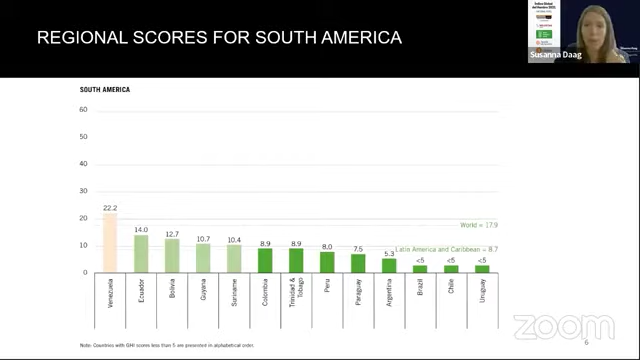 REGIONAL SCORES FOR SOUTH AMERICA
Susanna Daag
SOUTH AMERICA
60
50
40
30
20
10
0
22.2
14.0
12.7
10.7
10.4
8.9
8.9
8.0
7.5
5.3
<5
<5
<5
World = 17.9
Latin America and Caribbean = 8.7
Venezuela
Ecuador
Bolivia
Guyana
Suriname
Colombia
Trinidad &
Tobago
Peru
Paraguay
Argentina
Brazil
Chile
Uruguay
Note: Countries with GHI scores less than 5 are presented in alphabetical order.
6
zoom